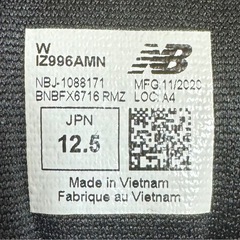 W
IZ996AMN
NBJ-1088171 MFG.11/2020
BNBFX6716 RMZ LOC: A4
JPN
12.5
Made in Vietnam
Fabrique au Vietnam